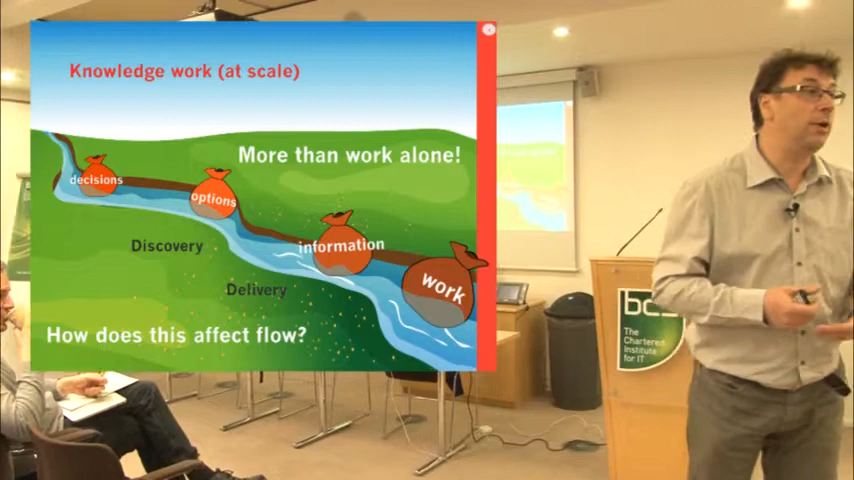 Knowledge work (at scale)
More than work alone!
decisions
options
Discovery
information
Delivery
work
How does this affect flow?
bcs
The
Chartered
Institute
for IT